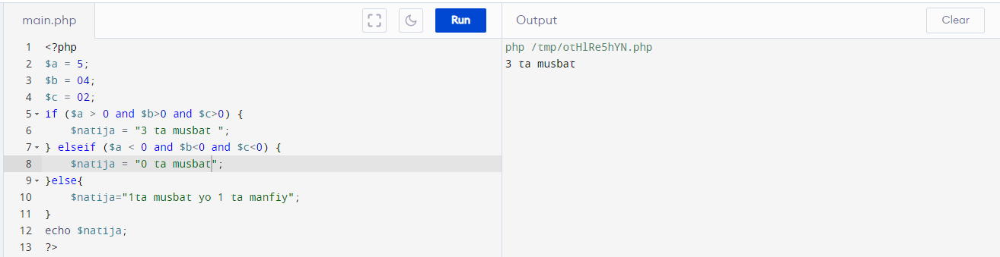 main.php
Run
Output
Clear
1 <?php
2 $a = 5;
3 $b = 04;
4 $c = 02;
5 if ($a > 0 and $b>0 and $c>0) {
6     $natija = "3 ta musbat ";
7 } elseif ($a < 0 and $b<0 and $c<0) {
8     $natija = "0 ta musbat";
9 }else{
10     $natija="1ta musbat yo 1 ta manfiy";
11 }
12 echo $natija;
13 ?>
php /tmp/otHlRe5hYN.php
3 ta musbat